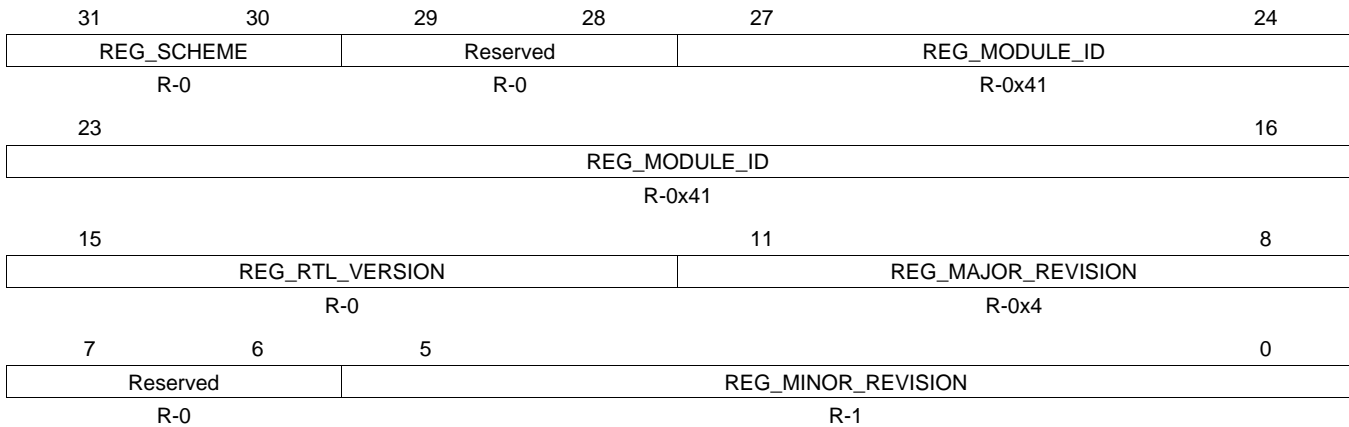 31 30 29 28 27 24
REG_SCHEME Reserved REG_MODULE_ID
R-0 R-0 R-0x41
23 16
REG_MODULE_ID
R-0x41
15 11 8
REG_RTL_VERSION REG_MAJOR_REVISION
R-0 R-0x4
7 6 5 0
Reserved REG_MINOR_REVISION
R-0 R-1